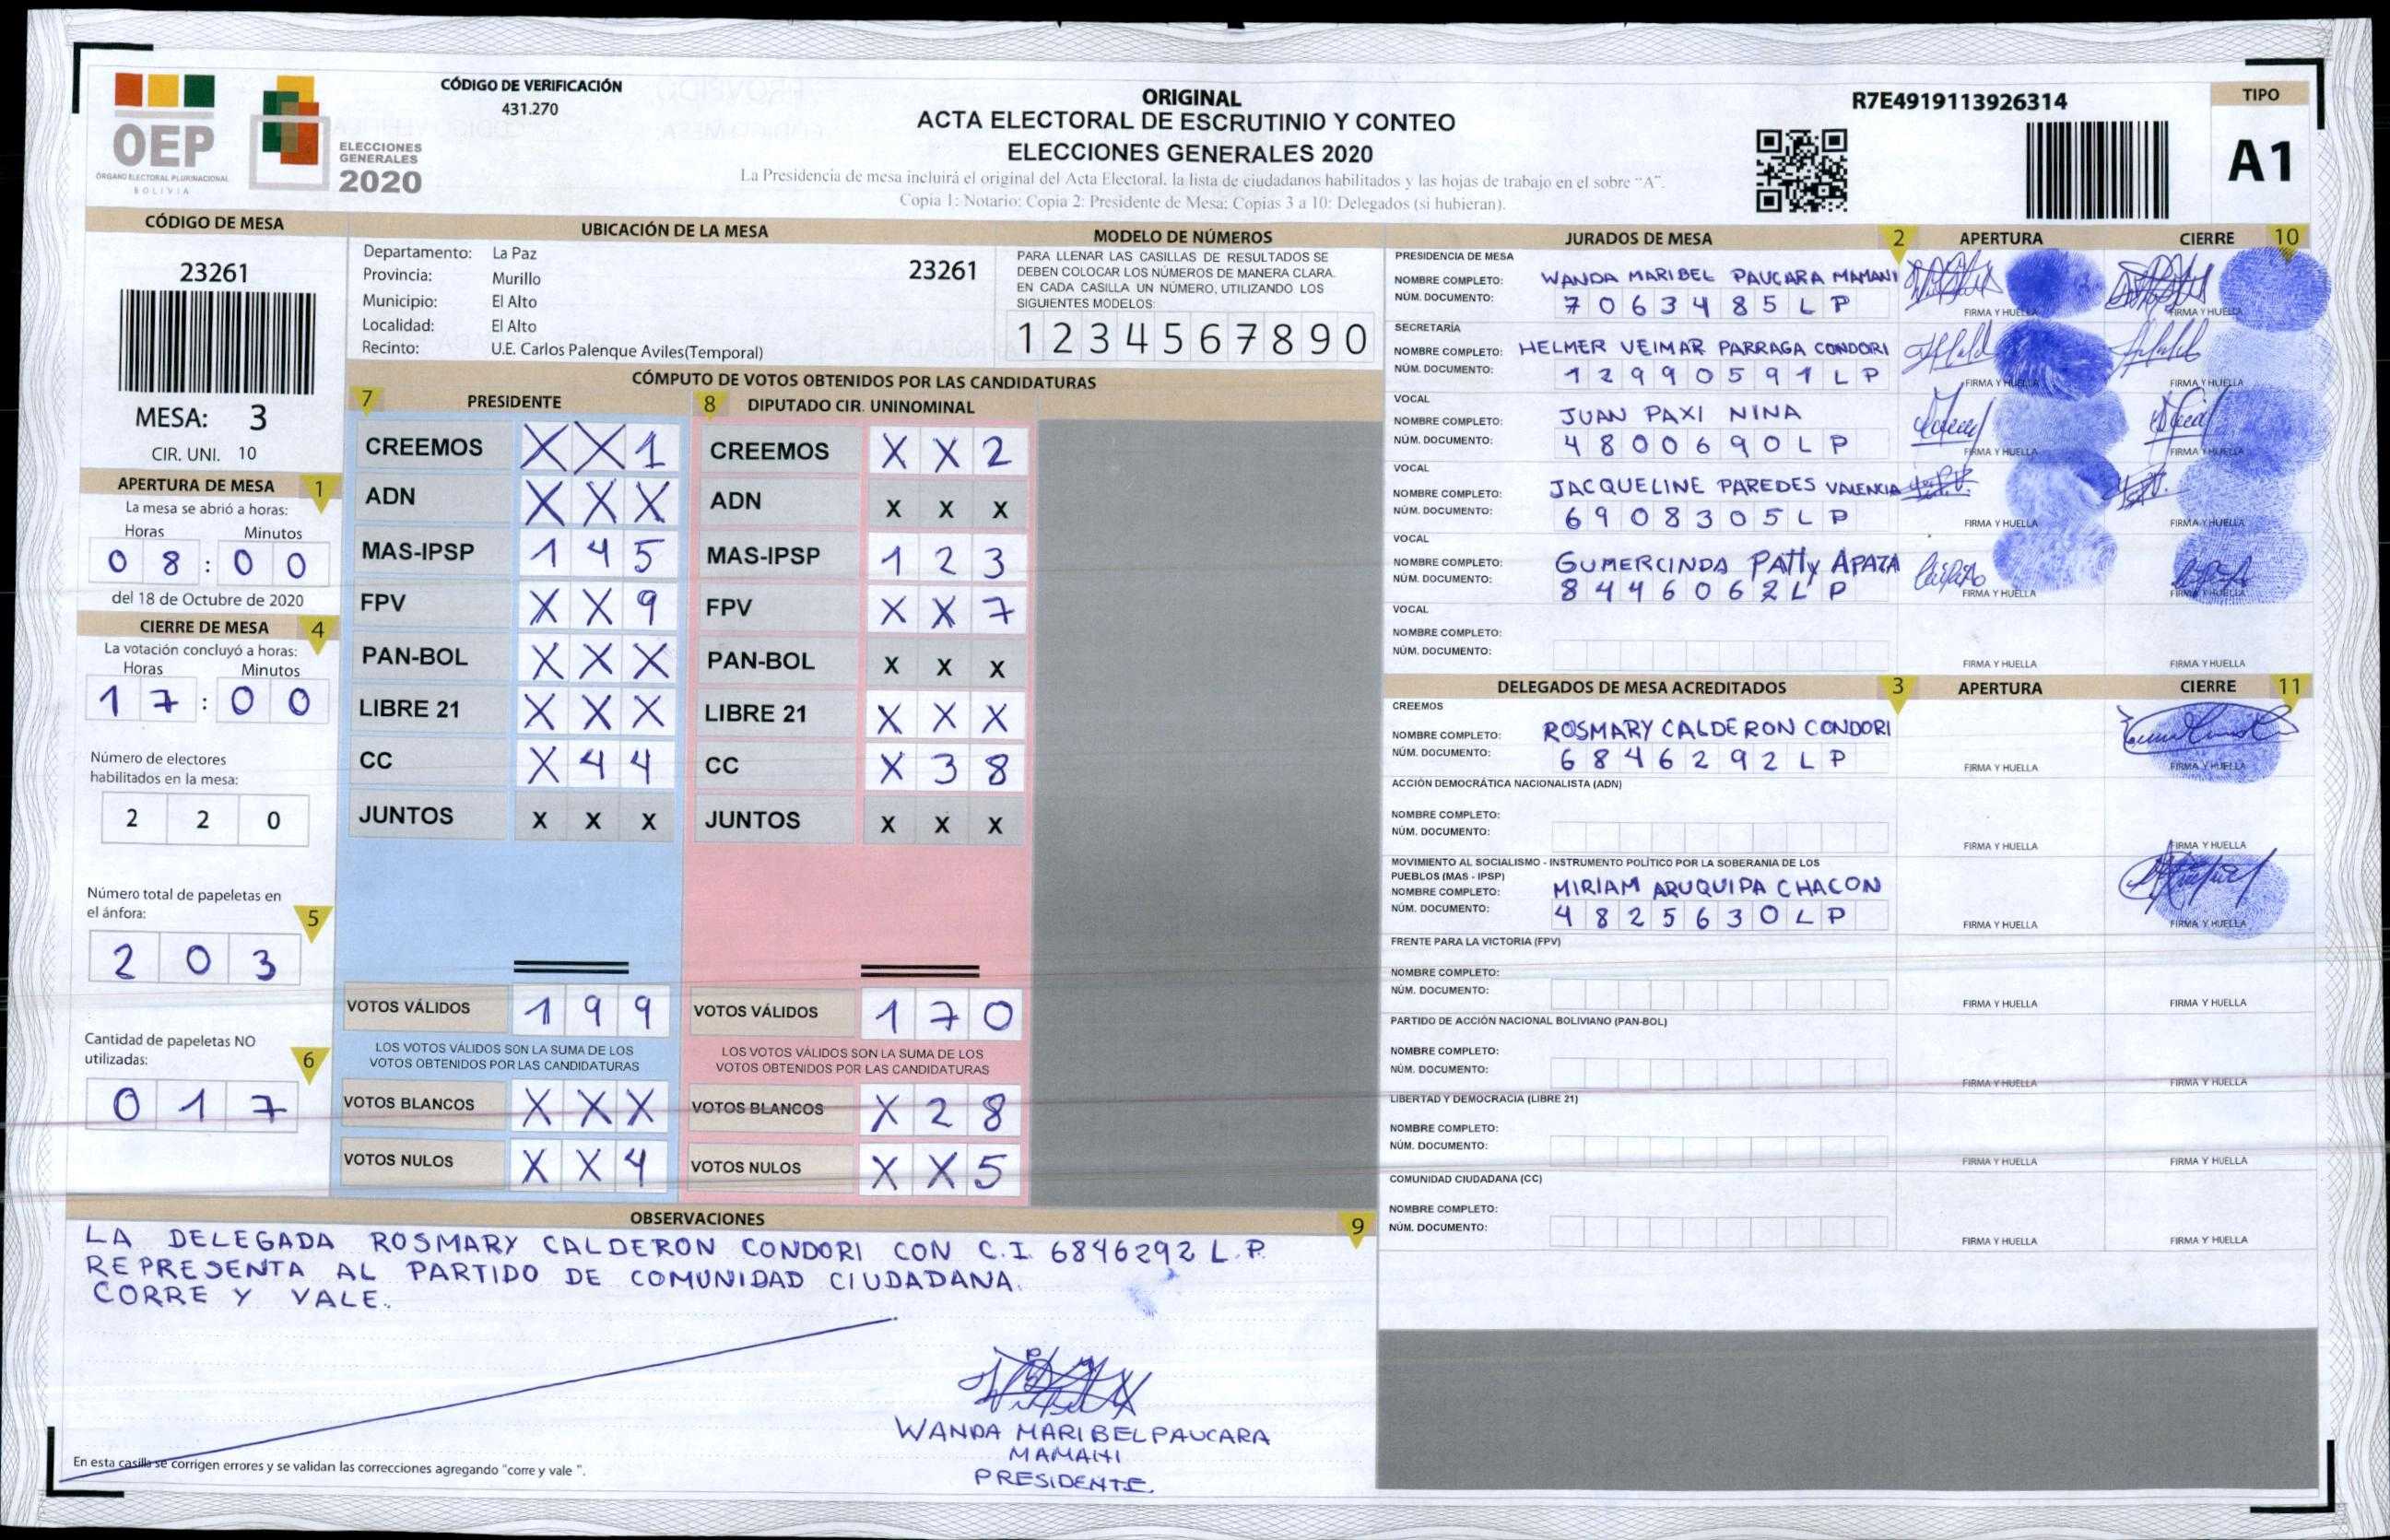 OEP
ÓRGANO ELECTORAL PLURINACIONAL
BOLIVIA
ELECCIONES
GENERALES
2020
CÓDIGO DE VERIFICACIÓN
431.270
ORIGINAL
ACTA ELECTORAL DE ESCRUTINIO Y CONTEO
ELECCIONES GENERALES 2020
La Presidencia de mesa incluirá el original del Acta Electoral, la lista de ciudadanos habilitados y las hojas de trabajo en el sobre "A".
Copia 1: Notario; Copia 2: Presidente de Mesa; Copias 3 a 10: Delegados (si hubieran).
R7E4919113926314
TIPO
A1
CÓDIGO DE MESA
23261
MESA: 3
CIR. UNI. 10
UBICACIÓN DE LA MESA
Departamento: La Paz
23261
Provincia: Murillo
Municipio: El Alto
Localidad: El Alto
Recinto: U.E. Carlos Palenque Aviles(Temporal)
MODELO DE NÚMEROS
PARA LLENAR LAS CASILLAS DE RESULTADOS SE
DEBEN COLOCAR LOS NÚMEROS DE MANERA CLARA.
EN CADA CASILLA UN NÚMERO, UTILIZANDO LOS
SIGUIENTES MODELOS:
1 2 3 4 5 6 7 8 9 0
APERTURA DE MESA 1
La mesa se abrió a horas:
Horas Minutos
0 8 : 0 0
del 18 de Octubre de 2020
CIERRE DE MESA 4
La votación concluyó a horas:
Horas Minutos
1 7 : 0 0
Número de electores
habilitados en la mesa:
2 2 0
Número total de papeletas en
el ánfora: 5
2 0 3
Cantidad de papeletas NO
utilizadas: 6
0 1 7
CÓMPUTO DE VOTOS OBTENIDOS POR LAS CANDIDATURAS
7 PRESIDENTE
CREEMOS X X 1
ADN X X X
MAS-IPSP 1 4 5
FPV X X 9
PAN-BOL X X X
LIBRE 21 X X X
CC X 4 4
JUNTOS X X X
VOTOS VÁLIDOS 1 9 9
LOS VOTOS VÁLIDOS SON LA SUMA DE LOS
VOTOS OBTENIDOS POR LAS CANDIDATURAS
VOTOS BLANCOS X X X
VOTOS NULOS X X 4
8 DIPUTADO CIR. UNINOMINAL
CREEMOS X X 2
ADN X X X
MAS-IPSP 1 2 3
FPV X X 7
PAN-BOL X X X
LIBRE 21 X X X
CC X 3 8
JUNTOS X X X
VOTOS VÁLIDOS 1 7 0
LOS VOTOS VÁLIDOS SON LA SUMA DE LOS
VOTOS OBTENIDOS POR LAS CANDIDATURAS
VOTOS BLANCOS X 2 8
VOTOS NULOS X X 5
OBSERVACIONES 9
LA DELEGADA ROSMARY CALDERON CONDORI CON C.I. 6846292 L.P.
REPRESENTA AL PARTIDO DE COMUNIDAD CIUDADANA.
CORRE Y VALE.
WANDA MARIBEL PAUCARA
MAMANI
PRESIDENTE.
En esta casilla se corrigen errores y se validan las correcciones agregando "corre y vale ".
JURADOS DE MESA 2 APERTURA CIERRE 10
PRESIDENCIA DE MESA
NOMBRE COMPLETO: WANDA MARIBEL PAUCARA MAMANI
NÚM. DOCUMENTO: 7 0 6 3 4 8 5 L P
FIRMA Y HUELLA FIRMA Y HUELLA
SECRETARÍA
NOMBRE COMPLETO: HELMER VEIMAR PARRAGA CONDORI
NÚM. DOCUMENTO: 1 2 9 9 0 5 9 1 L P
FIRMA Y HUELLA FIRMA Y HUELLA
VOCAL
NOMBRE COMPLETO: JUAN PAXI NINA
NÚM. DOCUMENTO: 4 8 0 0 6 9 0 L P
FIRMA Y HUELLA FIRMA Y HUELLA
VOCAL
NOMBRE COMPLETO: JACQUELINE PAREDES VALENCIA
NÚM. DOCUMENTO: 6 9 0 8 3 0 5 L P
FIRMA Y HUELLA FIRMA Y HUELLA
VOCAL
NOMBRE COMPLETO: GUMERCINDA PATTY APAZA
NÚM. DOCUMENTO: 8 4 4 6 0 6 2 L P
FIRMA Y HUELLA FIRMA Y HUELLA
VOCAL
NOMBRE COMPLETO:
NÚM. DOCUMENTO:
FIRMA Y HUELLA FIRMA Y HUELLA
DELEGADOS DE MESA ACREDITADOS 3 APERTURA CIERRE 11
CREEMOS
NOMBRE COMPLETO: ROSMARY CALDERON CONDORI
NÚM. DOCUMENTO: 6 8 4 6 2 9 2 L P
FIRMA Y HUELLA FIRMA Y HUELLA
ACCIÓN DEMOCRÁTICA NACIONALISTA (ADN)
NOMBRE COMPLETO:
NÚM. DOCUMENTO:
FIRMA Y HUELLA FIRMA Y HUELLA
MOVIMIENTO AL SOCIALISMO - INSTRUMENTO POLÍTICO POR LA SOBERANIA DE LOS
PUEBLOS (MAS - IPSP)
NOMBRE COMPLETO: MIRIAM ARUQUIPA CHACON
NÚM. DOCUMENTO: 4 8 2 5 6 3 0 L P
FIRMA Y HUELLA FIRMA Y HUELLA
FRENTE PARA LA VICTORIA (FPV)
NOMBRE COMPLETO:
NÚM. DOCUMENTO:
FIRMA Y HUELLA FIRMA Y HUELLA
PARTIDO DE ACCIÓN NACIONAL BOLIVIANO (PAN-BOL)
NOMBRE COMPLETO:
NÚM. DOCUMENTO:
FIRMA Y HUELLA FIRMA Y HUELLA
LIBERTAD Y DEMOCRACIA (LIBRE 21)
NOMBRE COMPLETO:
NÚM. DOCUMENTO:
FIRMA Y HUELLA FIRMA Y HUELLA
COMUNIDAD CIUDADANA (CC)
NOMBRE COMPLETO:
NÚM. DOCUMENTO:
FIRMA Y HUELLA FIRMA Y HUELLA